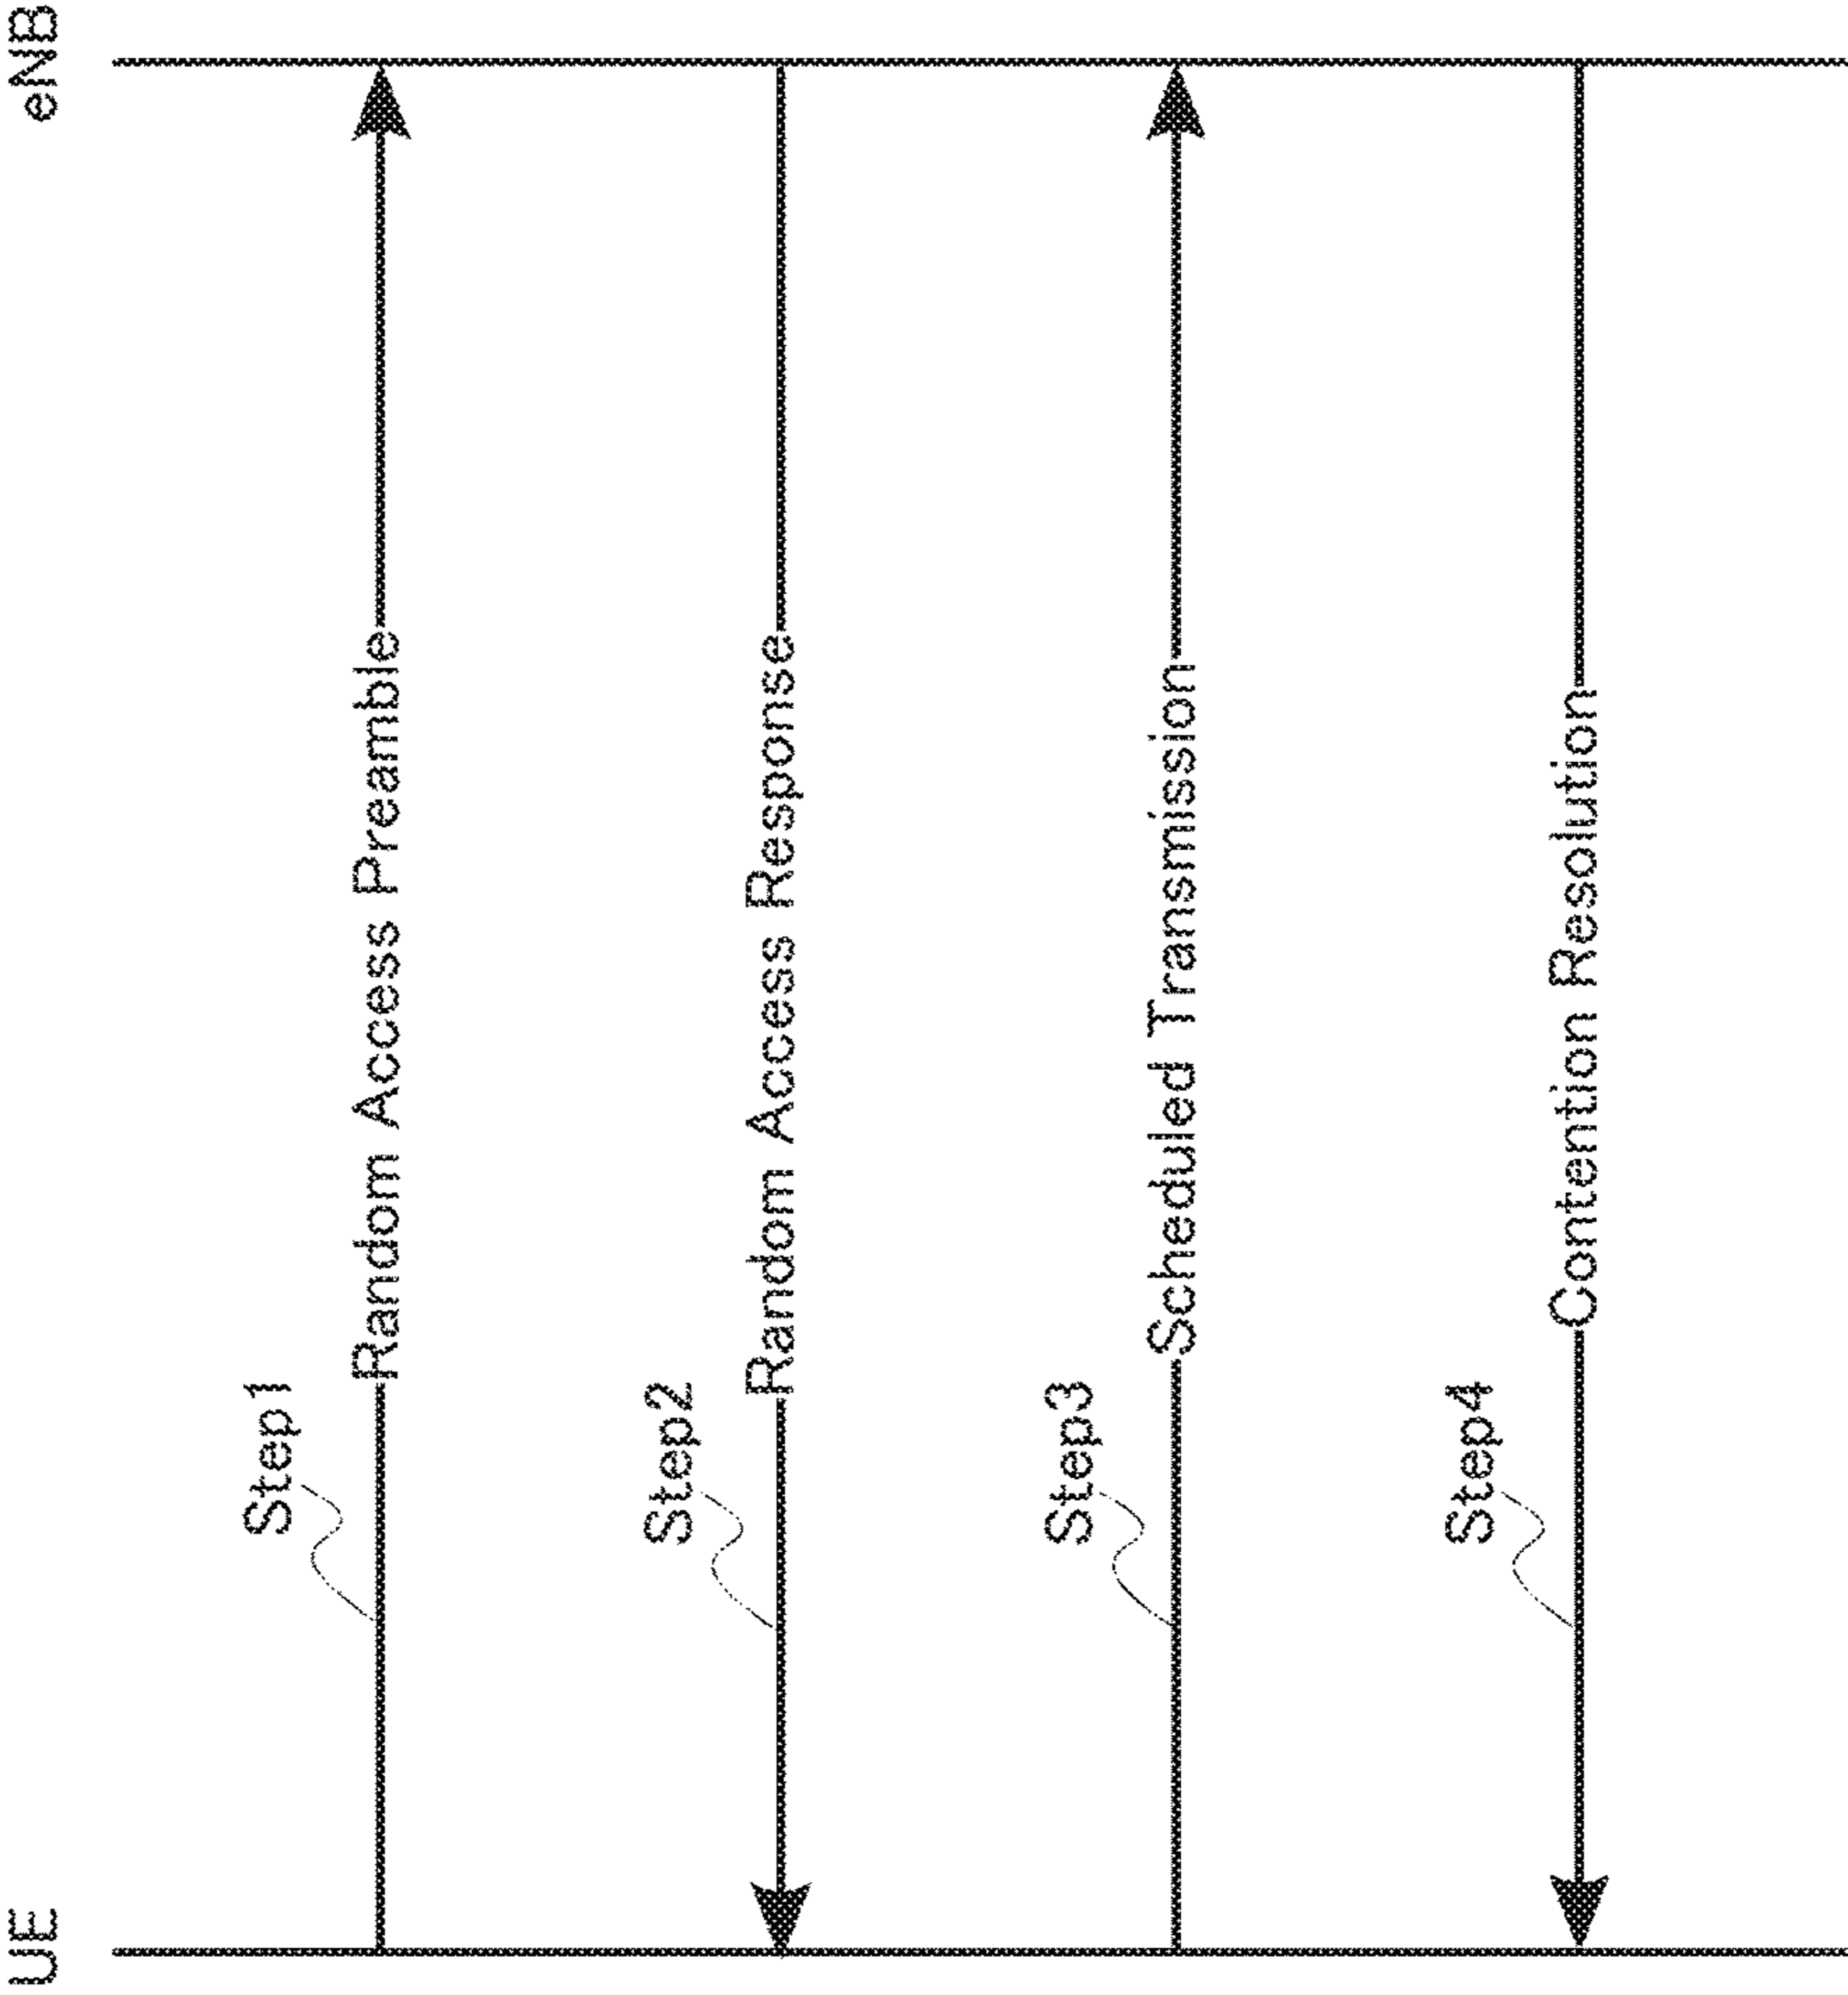 UE
eNB
Step1
Random Access Preamble
Step2
Random Access Response
Step3
Scheduled Transmission
Step4
Contention Resolution